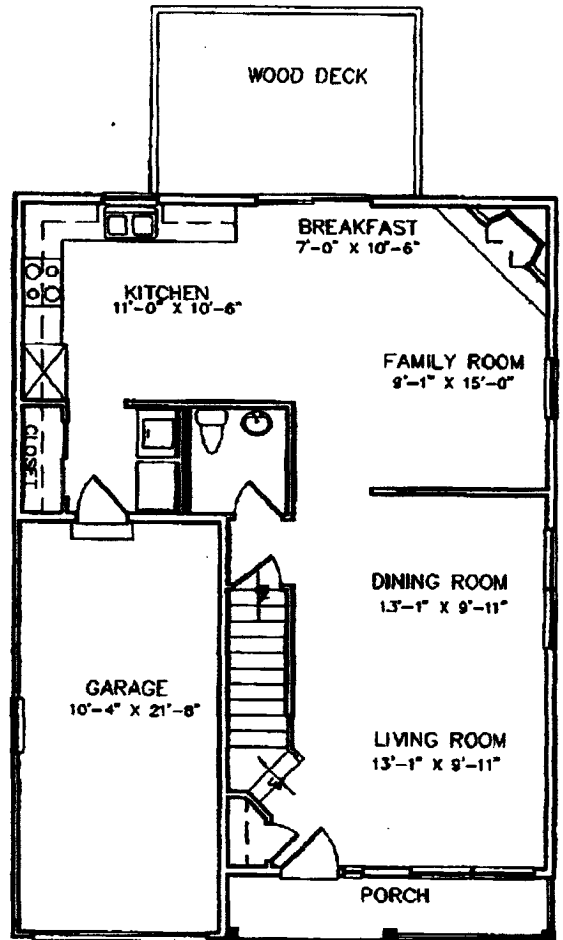 WOOD DECK
BREAKFAST
7'-0" X 10'-6"
KITCHEN
11'-0" X 10'-6"
FAMILY ROOM
9'-1" X 15'-0"
CLOSET
DINING ROOM
13'-1" X 9'-11"
GARAGE
10'-4" X 21'-8"
LIVING ROOM
13'-1" X 9'-11"
PORCH